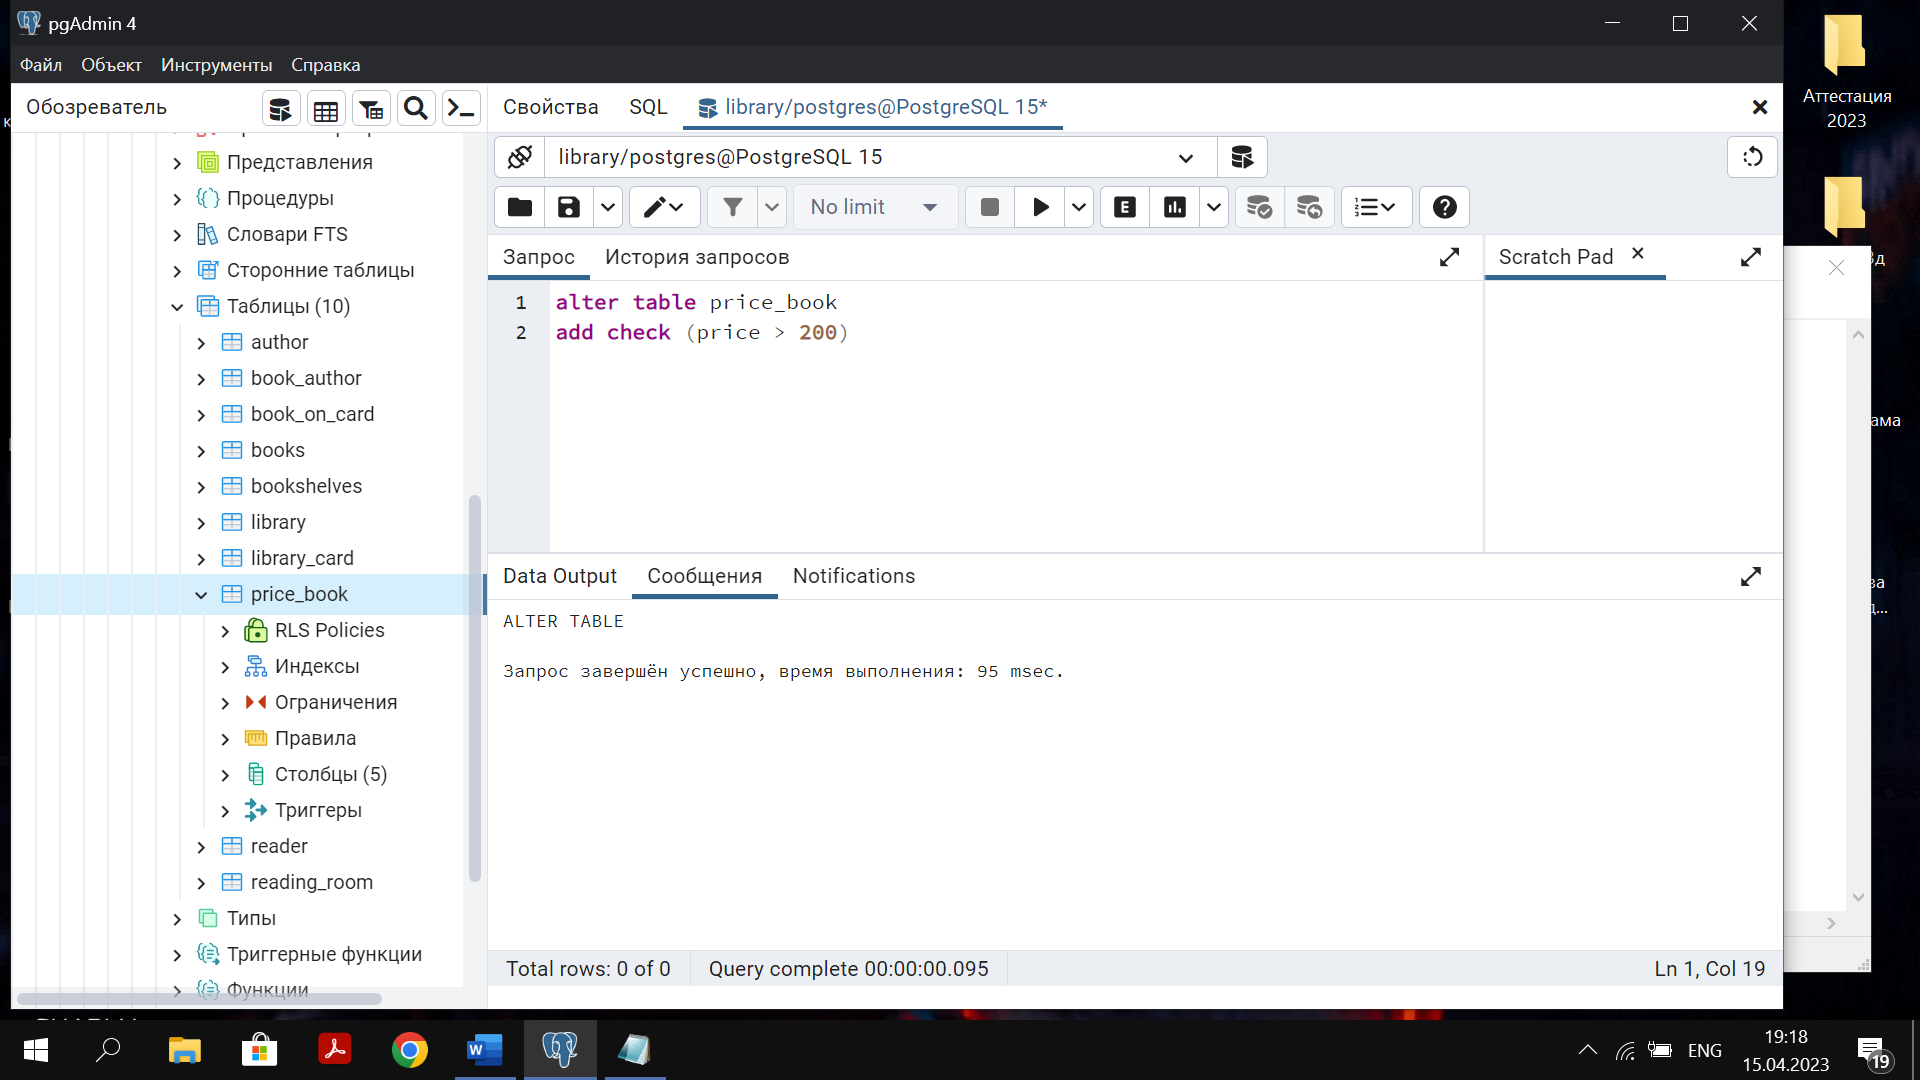 pgAdmin 4
Файл Объект Инструменты Справка
Обозреватель
Свойства SQL library/postgres@PostgreSQL 15*
library/postgres@PostgreSQL 15
No limit
E
Запрос История запросов
Scratch Pad
1 alter table price_book
2 add check (price > 200)
Представления
Процедуры
Словари FTS
Сторонние таблицы
Таблицы (10)
author
book_author
book_on_card
books
bookshelves
library
library_card
price_book
RLS Policies
Индексы
Ограничения
Правила
Столбцы (5)
Триггеры
reader
reading_room
Типы
Триггерные функции
Функции
Data Output Сообщения Notifications
ALTER TABLE
Запрос завершён успешно, время выполнения: 95 msec.
Total rows: 0 of 0 Query complete 00:00:00.095 Ln 1, Col 19
Аттестация
2023
ама
ENG
19:18
15.04.2023
19